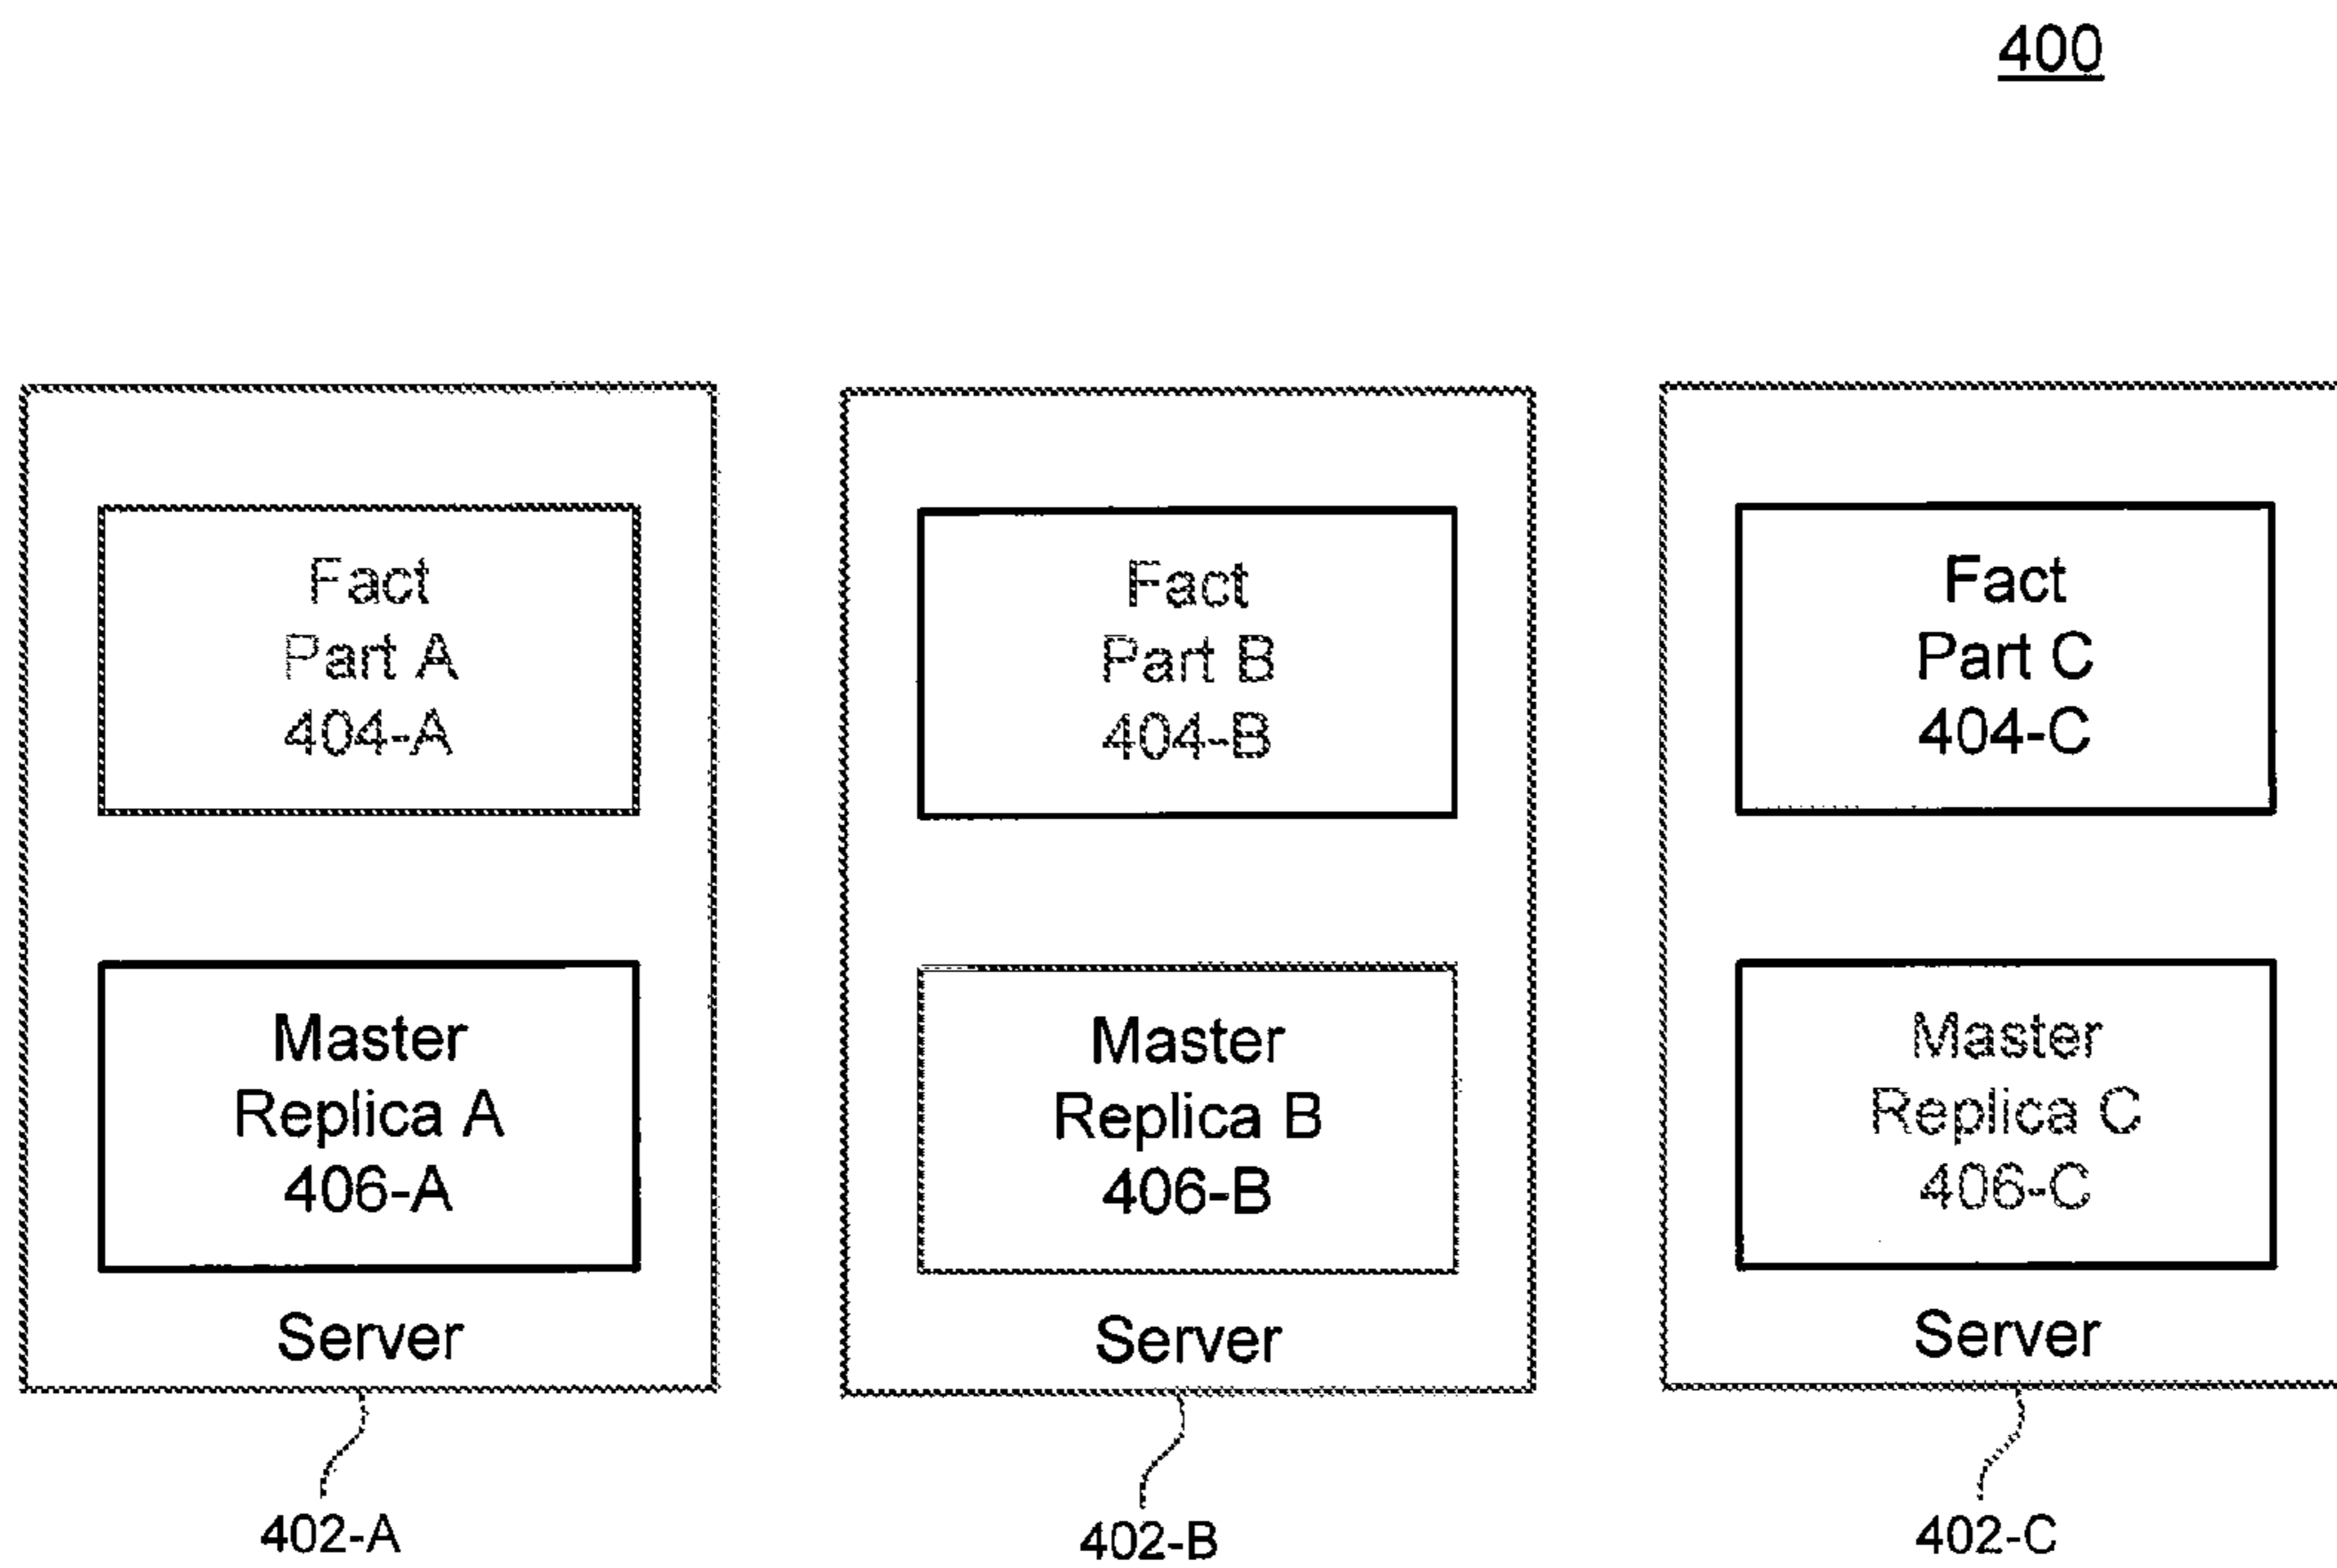 400
Fact
Part A
404-A
Master
Replica A
406-A
Server
402-A
Fact
Part B
404-B
Master
Replica B
406-B
Server
402-B
Fact
Part C
404-C
Master
Replica C
406-C
Server
402-C